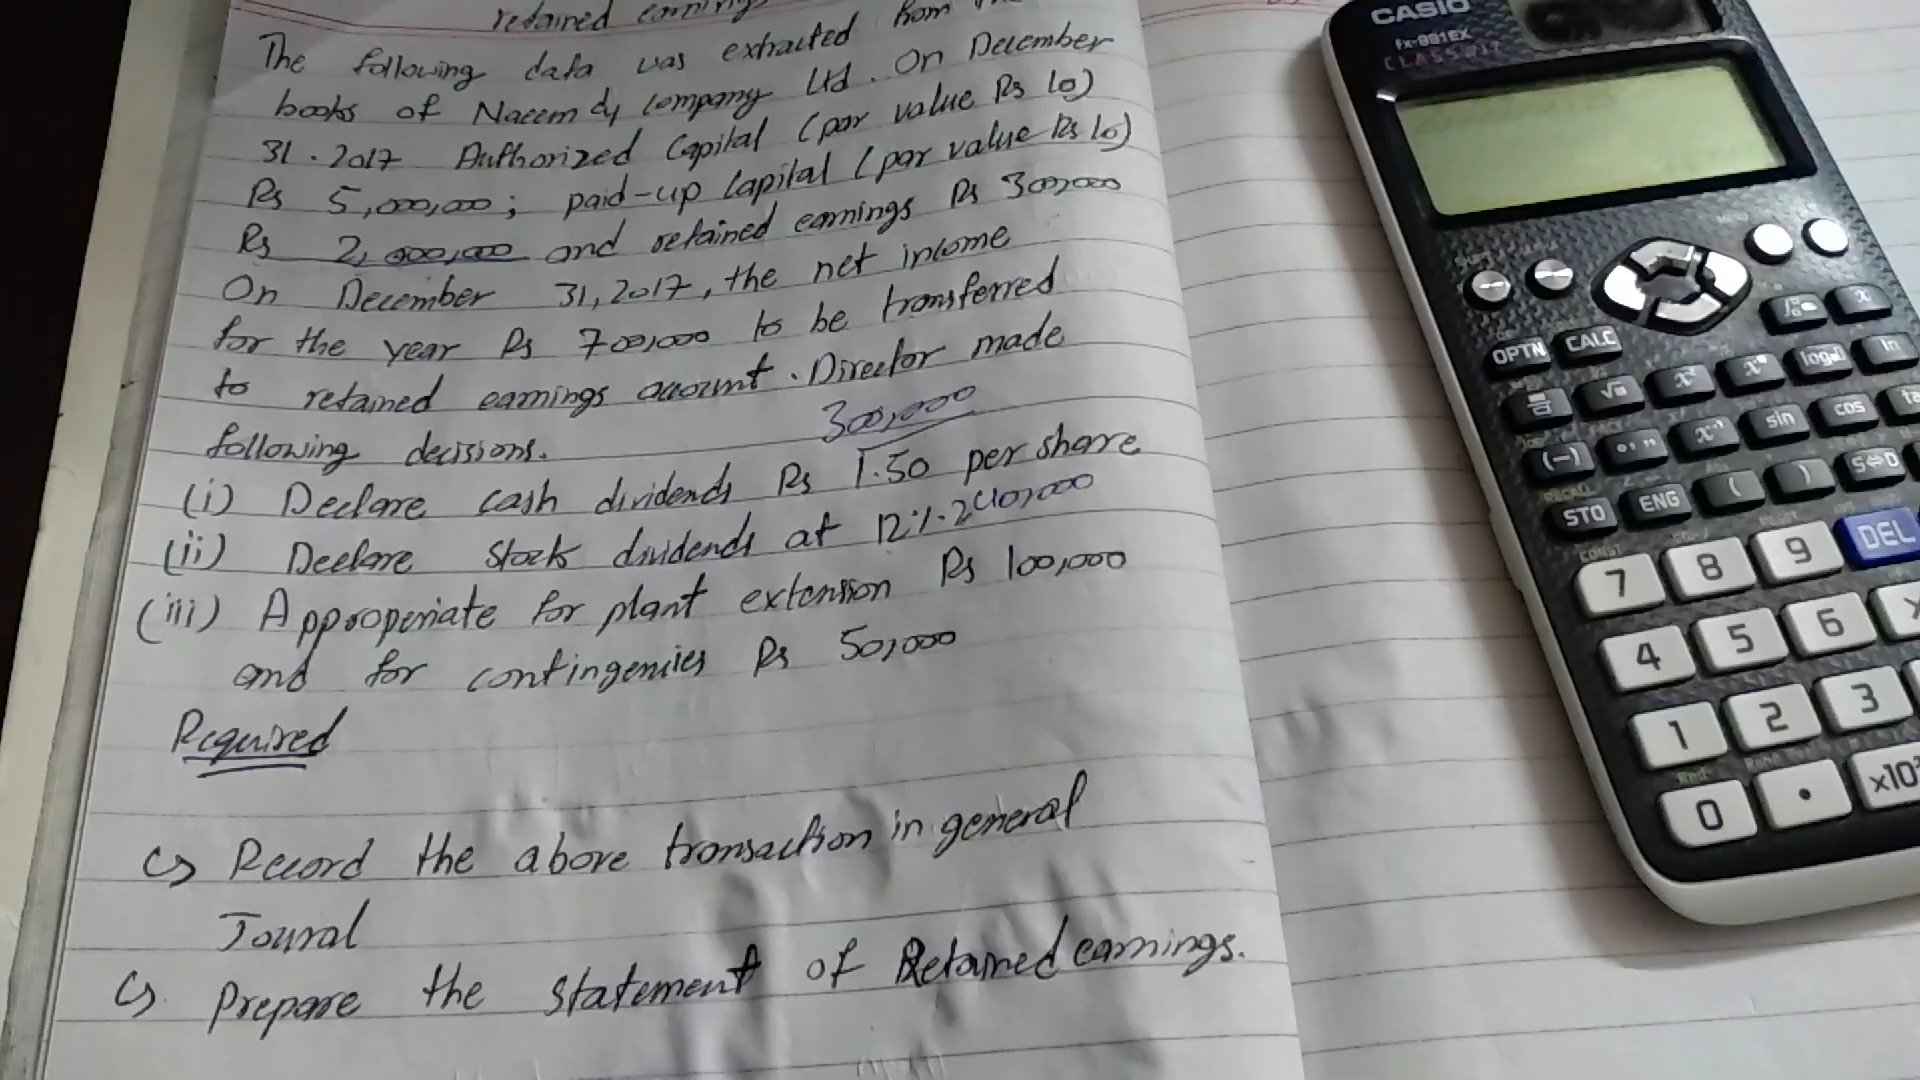 retained earnings
The following data was extracted from
books of Naeem dy Company Ltd. On December
31.2017 Authorized Capital (par value Rs 10)
Rs 5,000,000; paid-up Capital (par value Rs 10)
Rs 2,000,000 and retained earnings Rs 300,000
On December 31, 2017, the net income
for the year Rs 700,000 to be transferred
to retained earnings account. Director made
following decisions.
300,000
(i) Declare cash dividends Rs 1.50 per share
(ii) Declare Stock dividends at 12%. 240,000
(iii) Appropeniate for plant extension Rs 100,000
and for contingencies Rs 50,000
Required
Record the above transaction in general
Joural
Prepare the statement of Retained earnings.
CASIO
fx-991EX
CLASSWIZ
OPTN CALC
sin cos
(-) S⇔D
RECALL
STO ENG ( )
7 8 9 DEL
4 5 6
1 2 3
0 . ×10